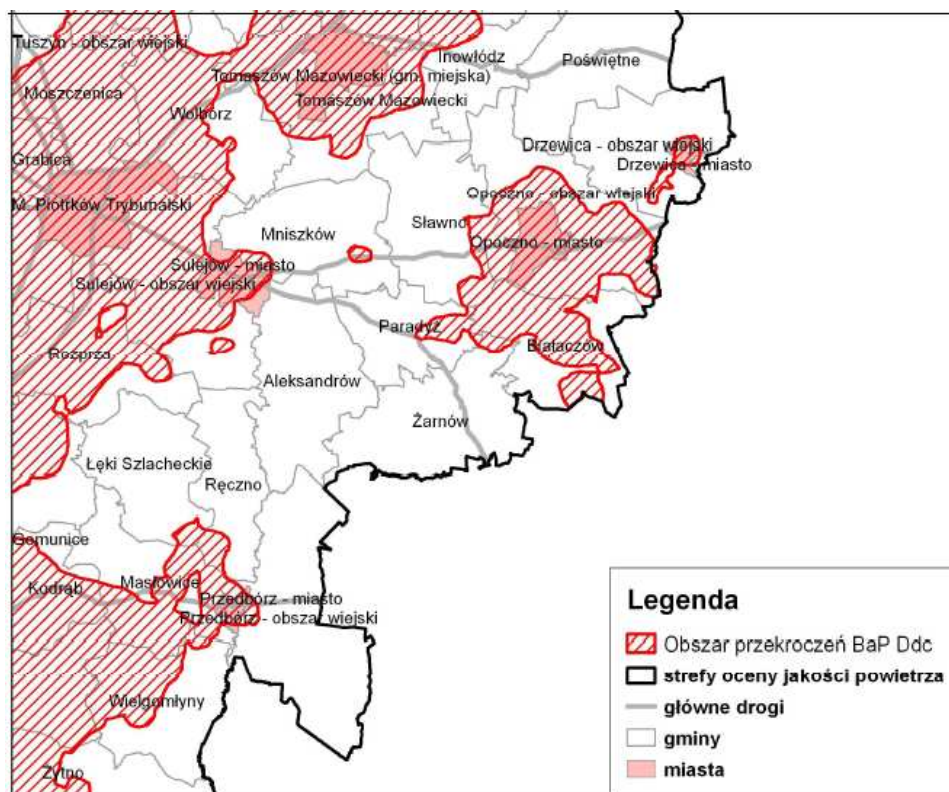 Tuszyn - obszar wiejski
Inowłódz
Poświętne
Tomaszów Mazowiecki (gm. miejska)
Moszczenica
Tomaszów Mazowiecki
Wolbórz
Drzewica - obszar wiejski
Grabica
Drzewica - miasto
Opoczno - obszar wiejski
M. Piotrków Trybunalski
Sławno
Mniszków
Opoczno - miasto
Sulejów - miasto
Sulejów - obszar wiejski
Paradyż
Białaczów
Rozprza
Aleksandrów
Żarnów
Łęki Szlacheckie
Ręczno
Gomunice
Masłowice
Kodrąb
Przedbórz - miasto
Przedbórz - obszar wiejski
Wielgomłyny
Żytno
Legenda
Obszar przekroczeń BaP Ddc
strefy oceny jakości powietrza
główne drogi
gminy
miasta